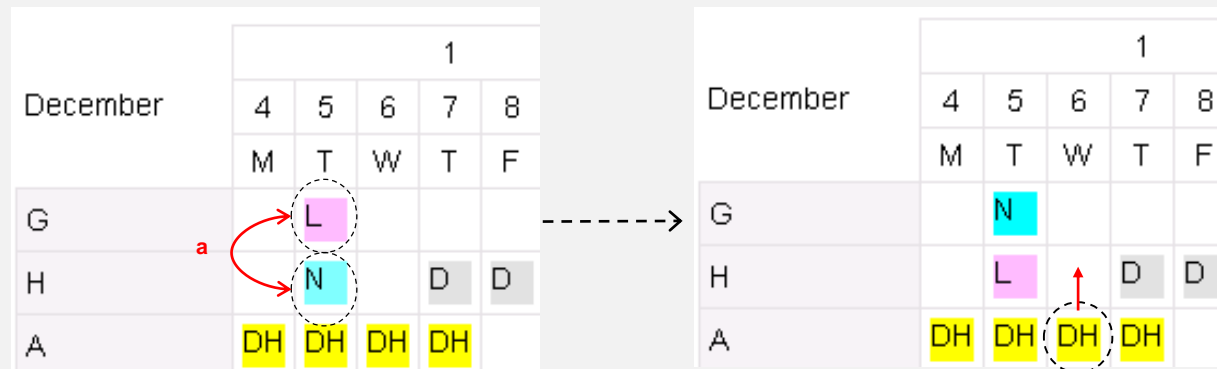 1
December 4 5 6 7 8
M T W T F
G L
a
H N D D
A DH DH DH DH
1
December 4 5 6 7 8
M T W T F
G N
H L D D
A DH DH DH DH